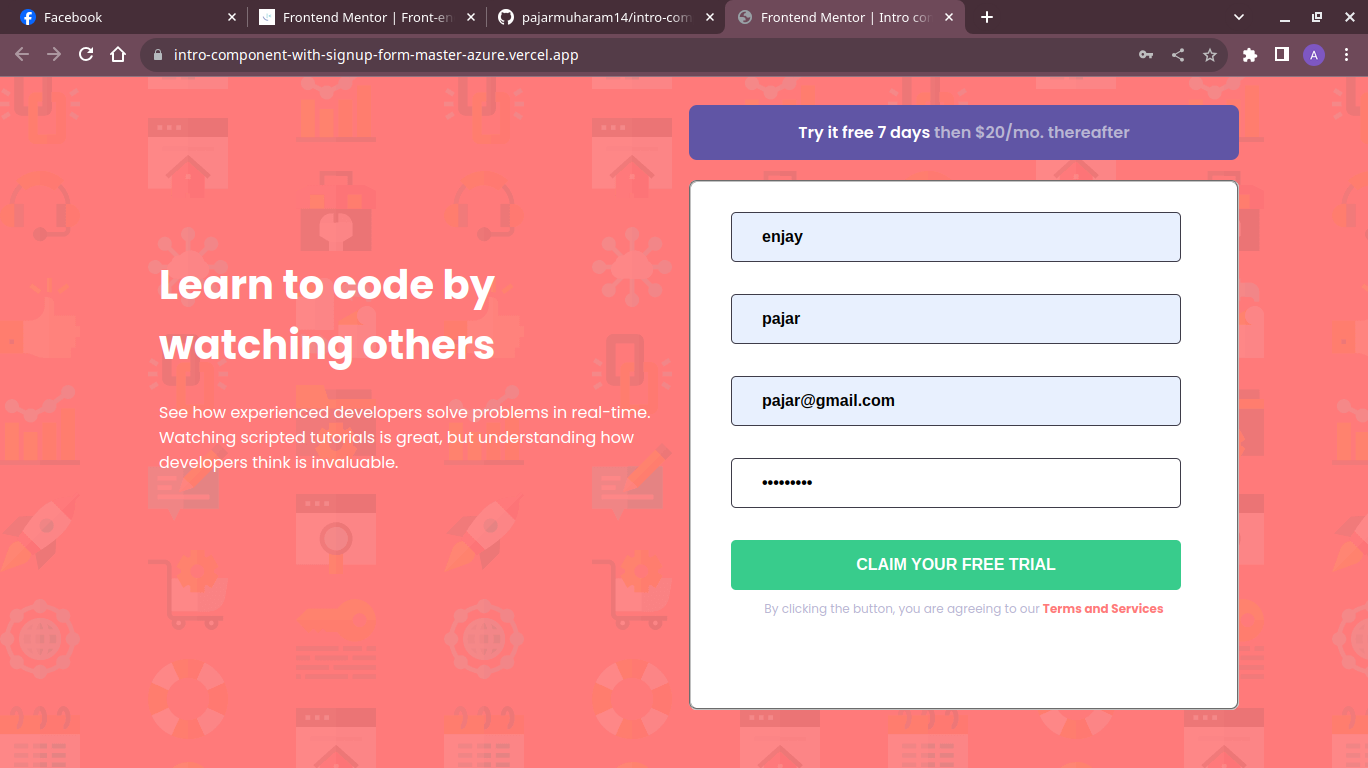 Facebook
Frontend Mentor | Front-en
pajarmuharam14/intro-com
Frontend Mentor | Intro cor
intro-component-with-signup-form-master-azure.vercel.app
A
Try it free 7 days then $20/mo. thereafter
enjay
pajar
pajar@gmail.com
•••••••••
CLAIM YOUR FREE TRIAL
By clicking the button, you are agreeing to our Terms and Services
Learn to code by
watching others
See how experienced developers solve problems in real-time.
Watching scripted tutorials is great, but understanding how
developers think is invaluable.